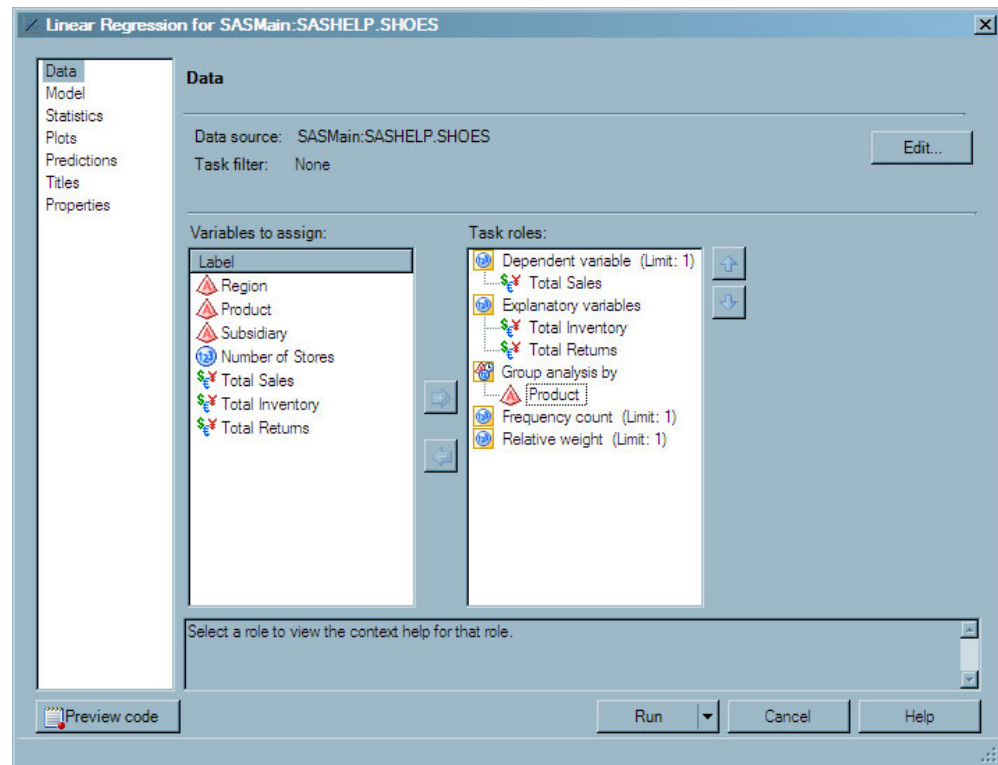 Linear Regression for SASMain:SASHELP.SHOES
Data
Model
Statistics
Plots
Predictions
Titles
Properties
Data
Data source: SASMain:SASHELP.SHOES
Task filter: None
Edit...
Variables to assign:
Label
Region
Product
Subsidiary
Number of Stores
Total Sales
Total Inventory
Total Returns
Task roles:
Dependent variable (Limit: 1)
Total Sales
Explanatory variables
Total Inventory
Total Returns
Group analysis by
Product
Frequency count (Limit: 1)
Relative weight (Limit: 1)
Select a role to view the context help for that role.
Preview code
Run
Cancel
Help